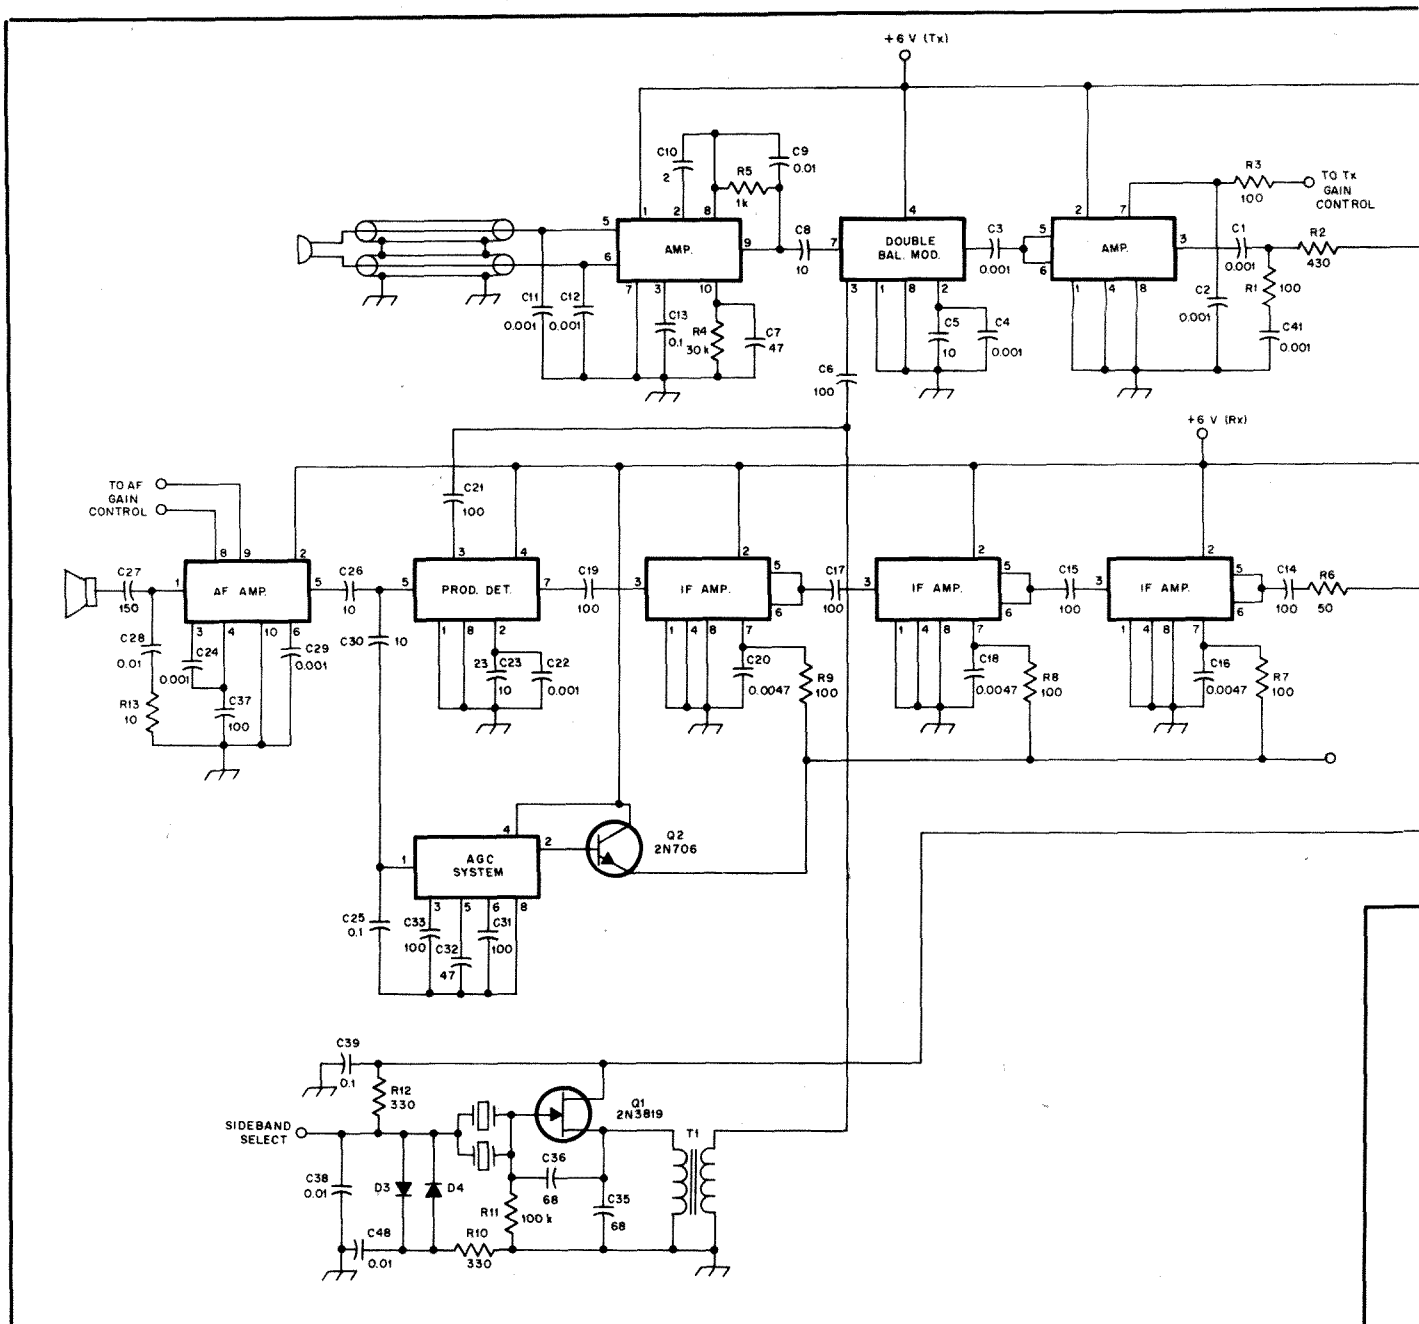 +6 V (Tx)
C10
2
C9
0.01
R5
1k
R3
100
TO Tx
GAIN
CONTROL
1
2
8
5
6
AMP.
9
7
3
10
C8
10
7
4
DOUBLE
BAL. MOD.
3
1
8
2
C3
0.001
2
7
5
6
AMP.
3
1
4
8
C1
0.001
R2
430
R1
100
C2
0.001
C41
0.001
C11
0.001
C12
0.001
C13
0.1
R4
30 k
C7
47
C5
10
C4
0.001
C6
100
+6 V (Rx)
TO AF
GAIN
CONTROL
C21
100
8
9
2
1
AF AMP.
5
3
4
10
6
C27
150
C26
10
3
4
5
PROD. DET.
7
1
8
2
C19
100
2
3
IF AMP.
5
6
1
4
8
7
C17
100
2
3
IF AMP.
5
6
1
4
8
7
C15
100
2
3
IF AMP.
5
6
1
4
8
7
C14
100
R6
50
C28
0.01
C24
0.001
C29
0.001
C30
10
23
C23
10
C22
0.001
C20
0.0047
R9
100
C18
0.0047
R8
100
C16
0.0047
R7
100
R13
10
C37
100
4
1
AGC
SYSTEM
2
3
5
6
8
Q2
2N706
C25
0.1
C33
100
C32
47
C31
100
C39
0.1
R12
330
SIDEBAND
SELECT
Q1
2N3819
T1
C38
0.01
D3
D4
C36
68
R11
100 k
C35
68
C48
0.01
R10
330